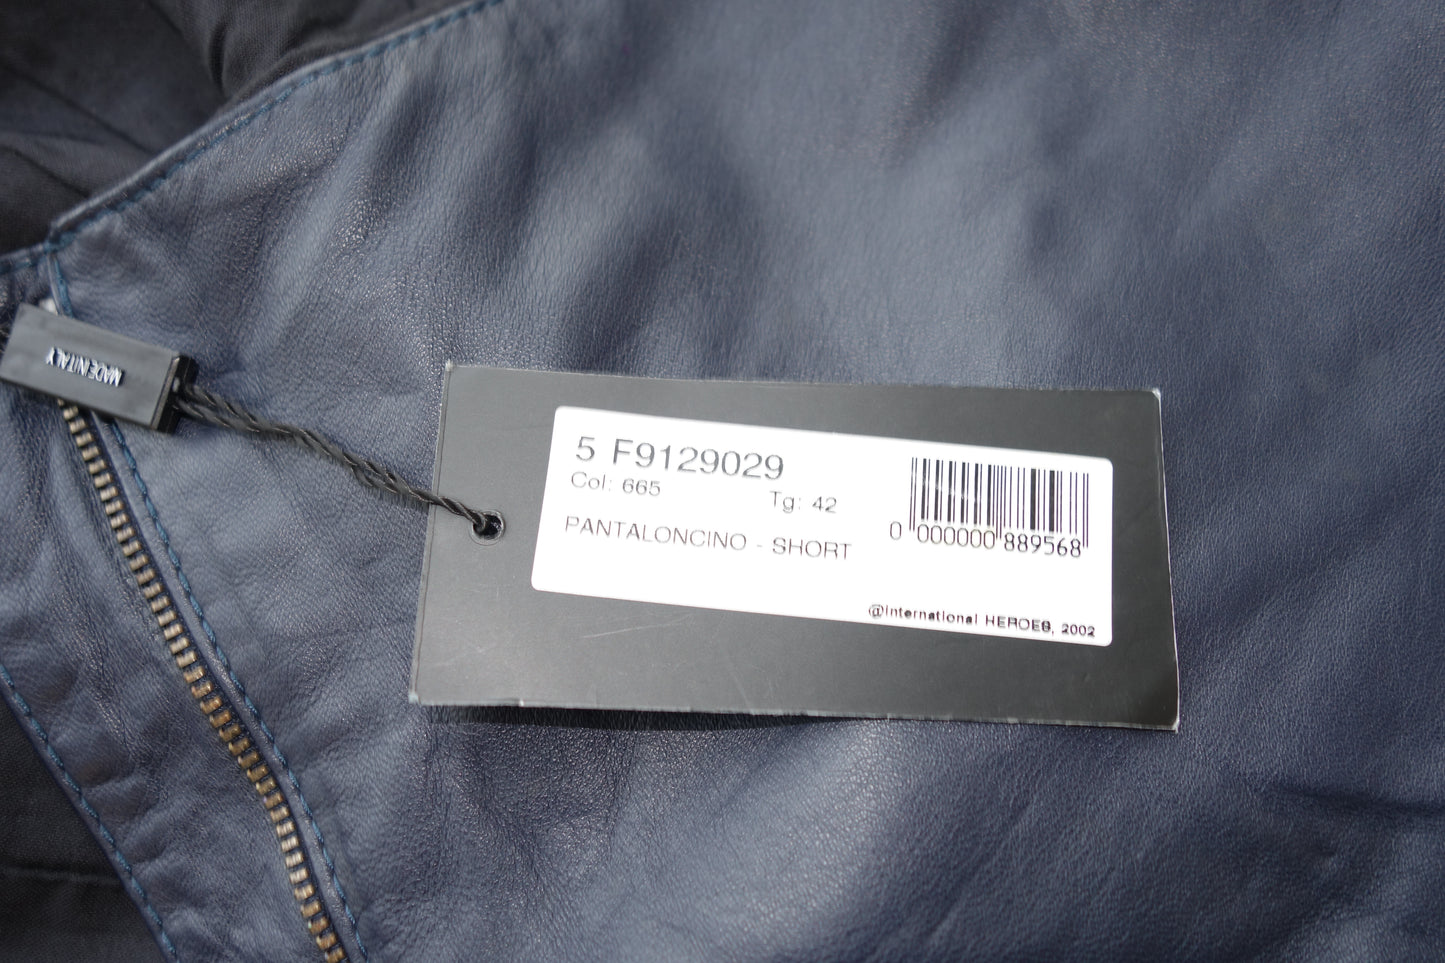 MADE IN ITALY
5 F9129029
Col: 665
Tg: 42
PANTALONCINO - SHORT
0 000000 889568
@International HEROES, 2002